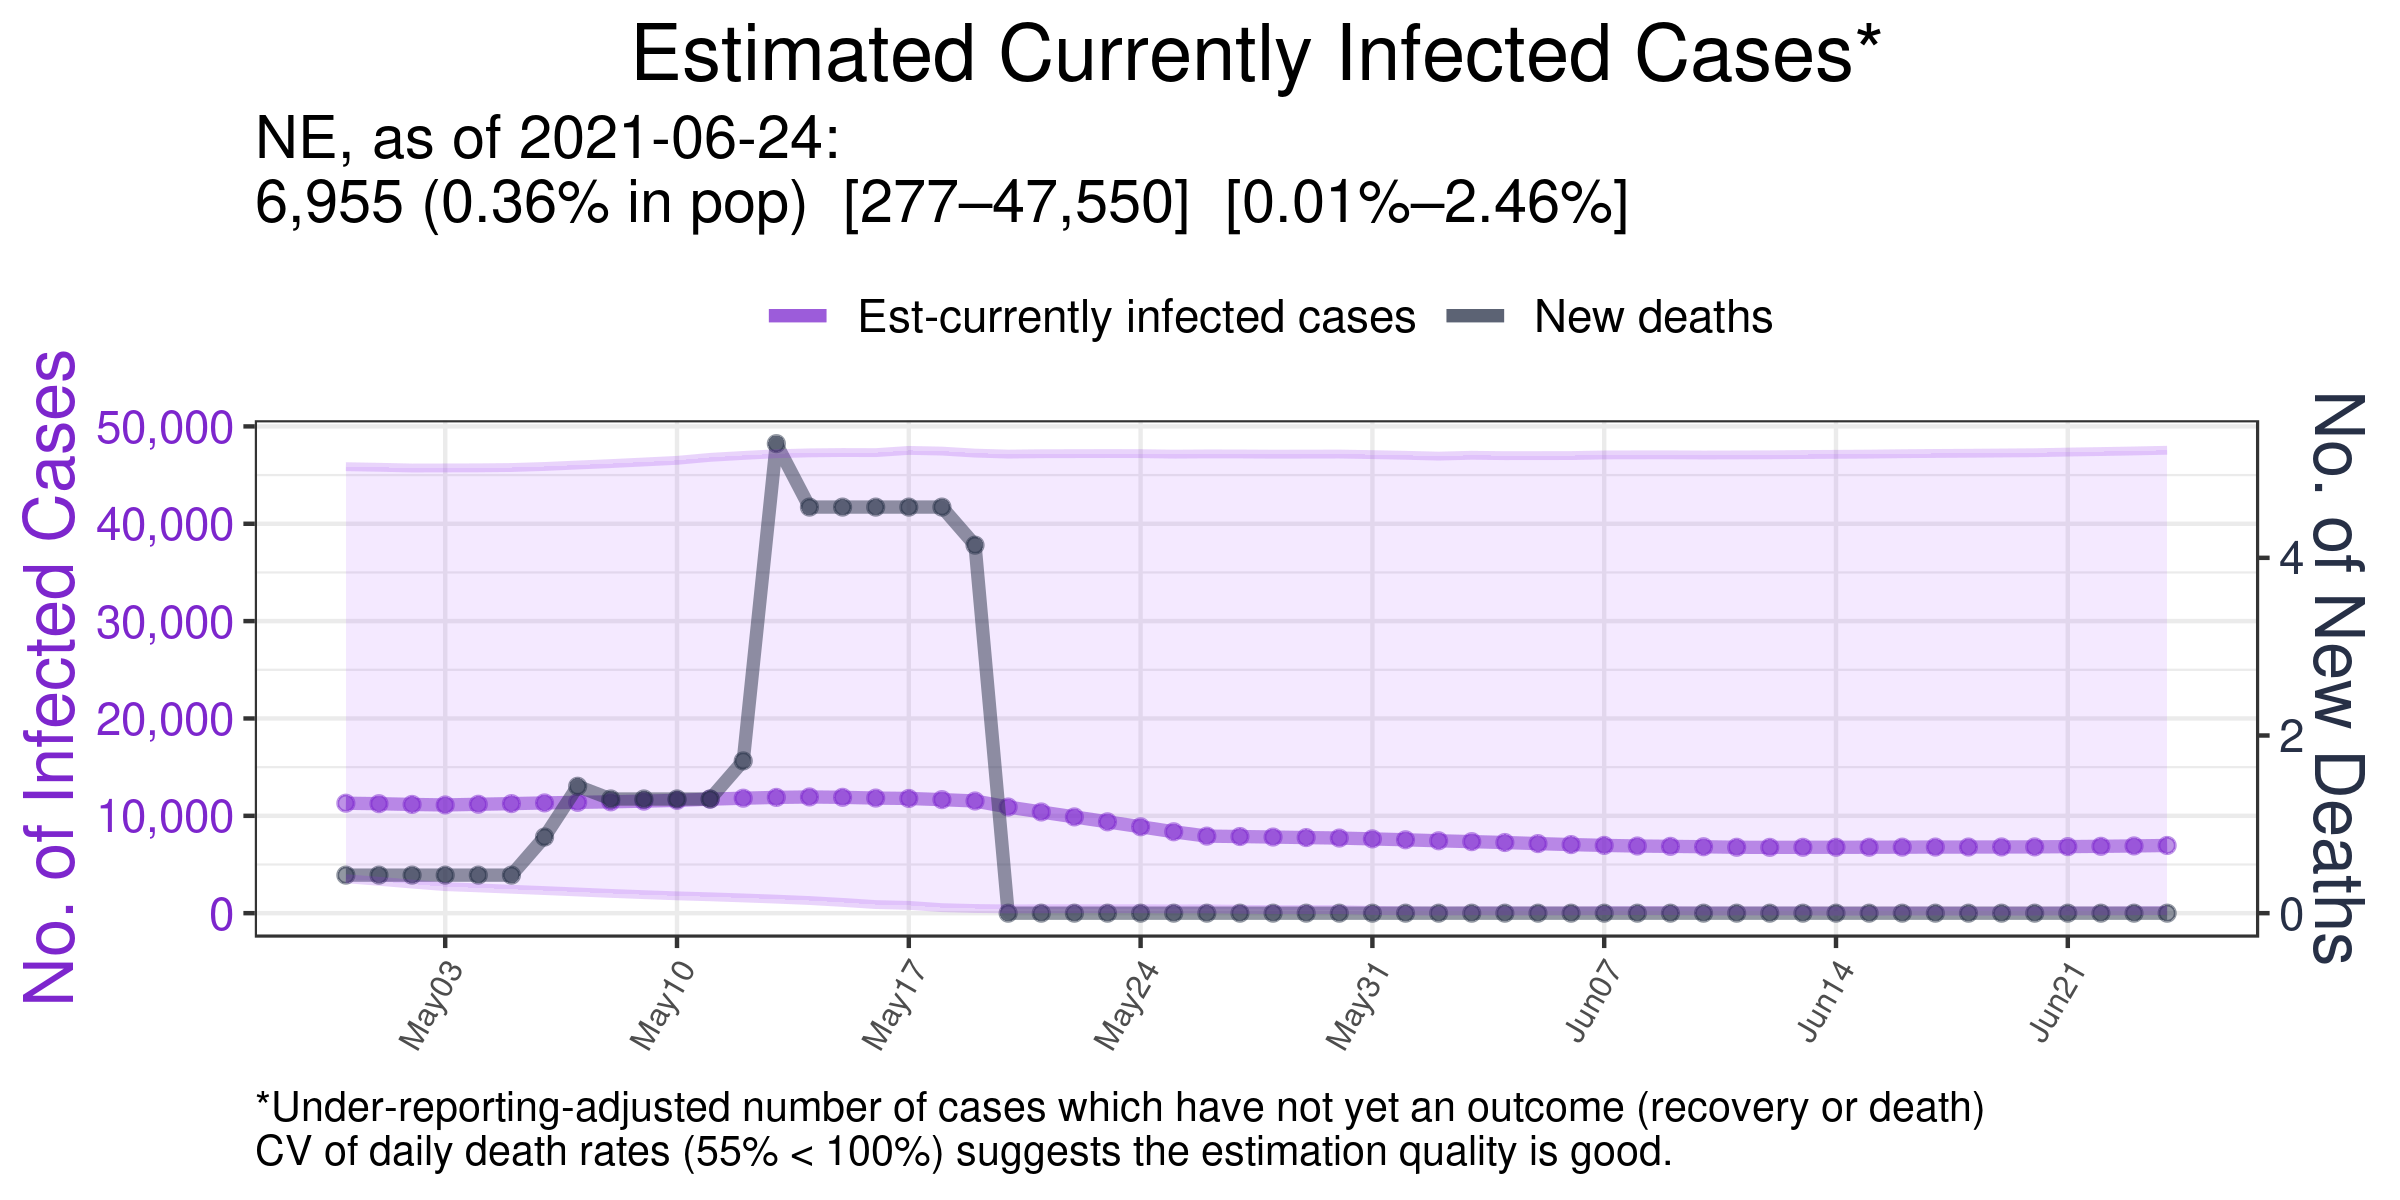 Estimated Currently Infected Cases*
NE, as of 2021-06-24:
6,955 (0.36% in pop)  [277–47,550]  [0.01%–2.46%]
Est-currently infected cases
New deaths
No. of Infected Cases
50,000
40,000
30,000
20,000
10,000
0
No. of New Deaths
4
2
0
May03
May10
May17
May24
May31
Jun07
Jun14
Jun21
*Under-reporting-adjusted number of cases which have not yet an outcome (recovery or death)
CV of daily death rates (55% < 100%) suggests the estimation quality is good.